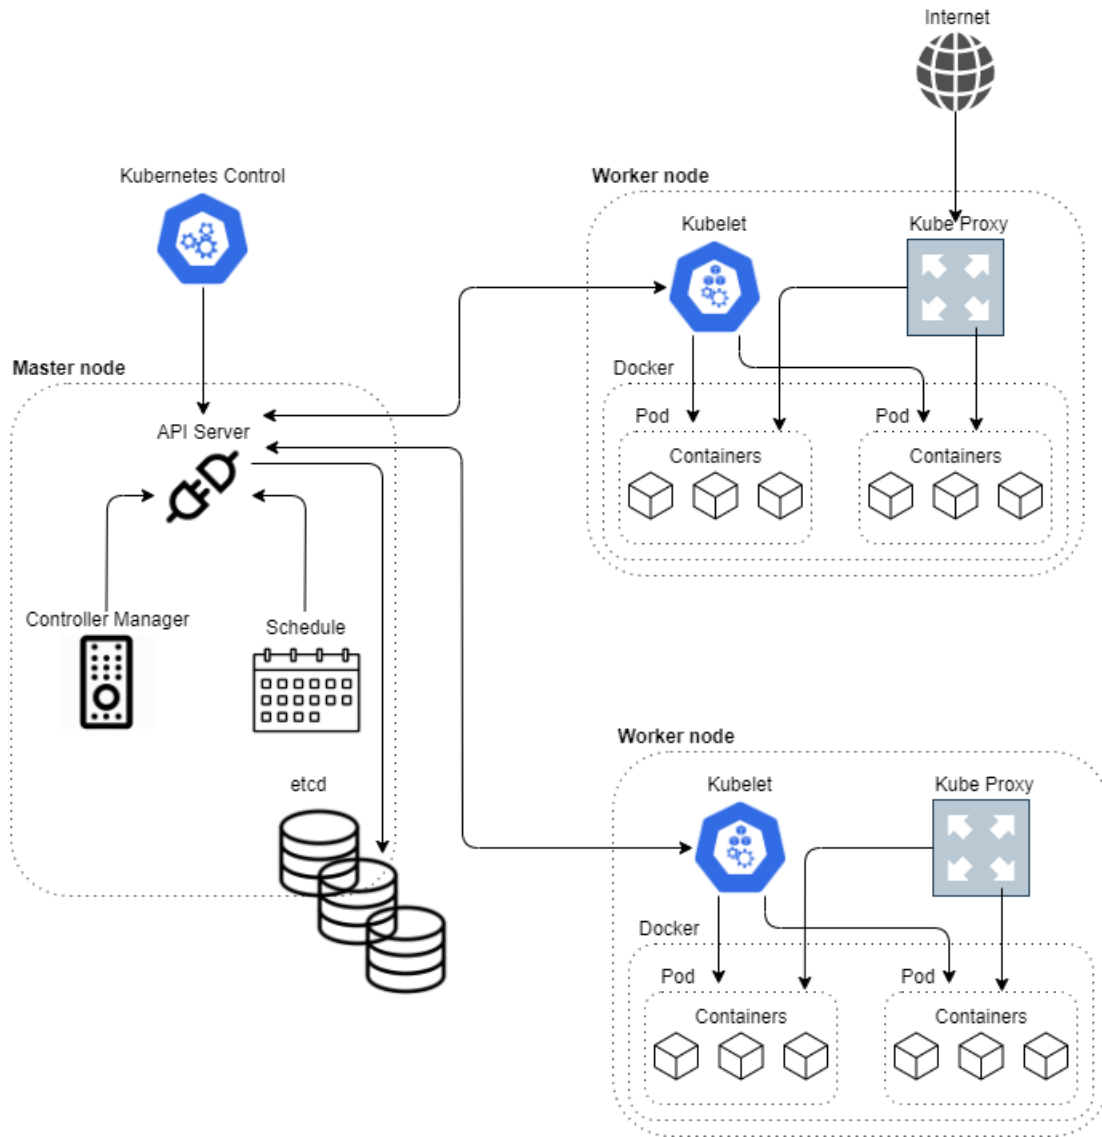 Internet
Kubernetes Control
Worker node
Kubelet
Kube Proxy
Master node
Docker
API Server
Pod
Pod
Containers
Containers
Controller Manager
Schedule
etcd
Worker node
Kubelet
Kube Proxy
Docker
Pod
Pod
Containers
Containers